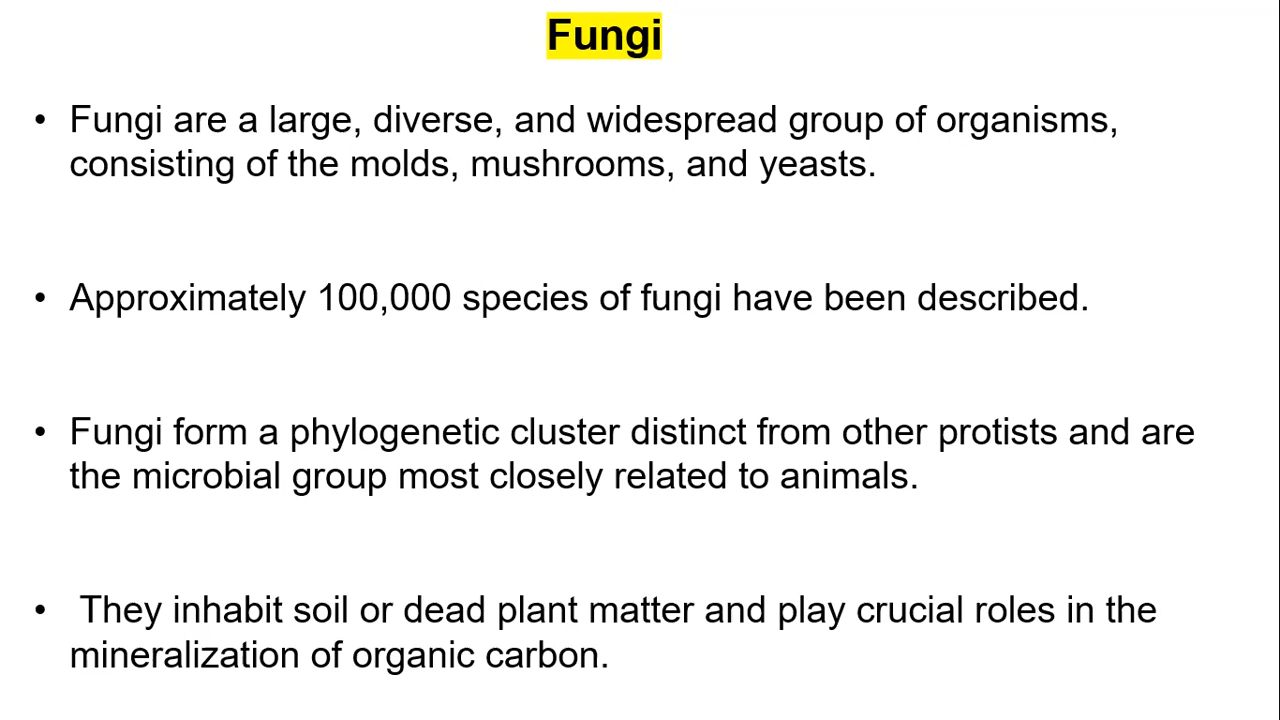 Fungi
• Fungi are a large, diverse, and widespread group of organisms,
consisting of the molds, mushrooms, and yeasts.
• Approximately 100,000 species of fungi have been described.
• Fungi form a phylogenetic cluster distinct from other protists and are
the microbial group most closely related to animals.
• They inhabit soil or dead plant matter and play crucial roles in the
mineralization of organic carbon.